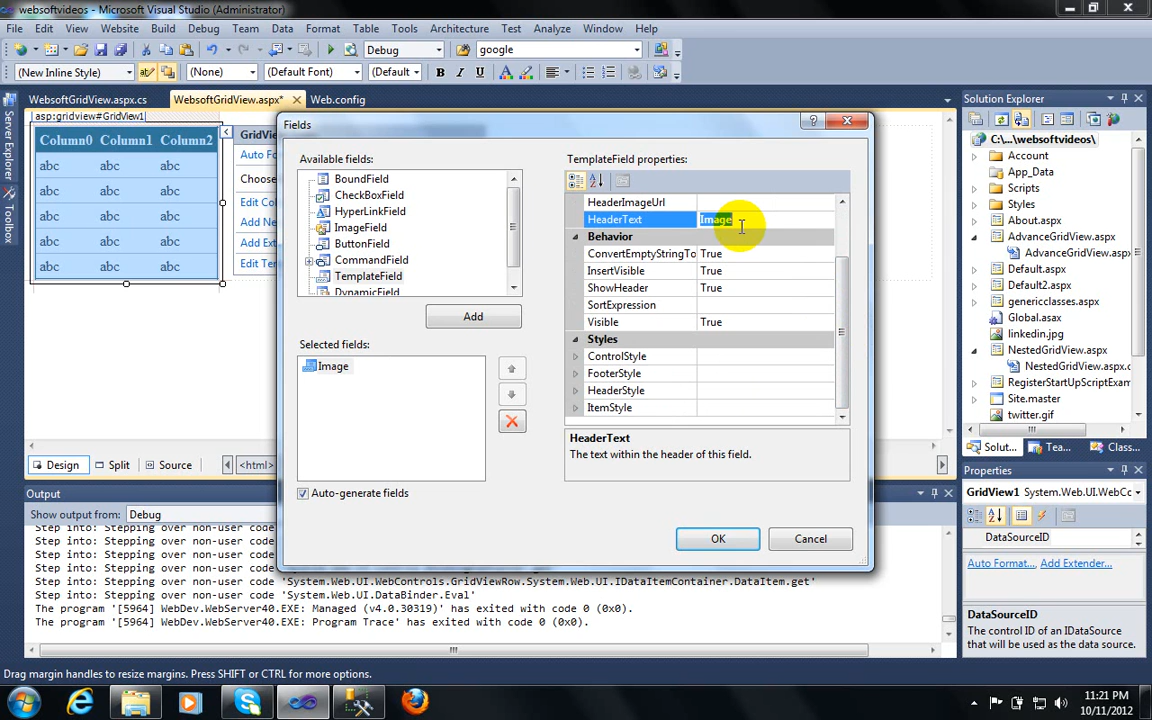 websoftvideos - Microsoft Visual Studio (Administrator)
File Edit View Website Build Debug Team Data Format Table Tools Architecture Test Analyze Window Help
Debug google
(New Inline Style) (None) (Default Font) (Default B I U A
WebsoftGridView.aspx.cs WebsoftGridView.aspx* Web.config
Server Explorer
Toolbox
asp:gridview#GridView1
Column0 Column1 Column2
abc abc abc
abc abc abc
abc abc abc
abc abc abc
abc abc abc
GridVie
Auto For
Choose
Edit Col
Add
Add Ext
Edit Tem
Fields
Available fields:
BoundField
CheckBoxField
HyperLinkField
ImageField
ButtonField
CommandField
TemplateField
DynamicField
Add
Selected fields:
Image
Auto-generate fields
TemplateField properties:
HeaderImageUrl
HeaderText Image
Behavior
ConvertEmptyStringTo True
InsertVisible True
ShowHeader True
SortExpression
Visible True
Styles
ControlStyle
FooterStyle
HeaderStyle
ItemStyle
HeaderText
The text within the header of this field.
OK Cancel
Solution Explorer
C:\...\websoftvideos\
Account
App_Data
Scripts
Styles
About.aspx
AdvanceGridView.aspx
AdvanceGridView.aspx
Default.aspx
Default2.aspx
genericclasses.aspx
Global.asax
linkedin.jpg
NestedGridView.aspx
NestedGridView.aspx.c
RegisterStartUpScriptExam
Site.master
twitter.gif
Solut... Tea... Class...
Properties
GridView1 System.Web.UI.WebCc
DataSourceID
Auto Format..., Add Extender...
DataSourceID
The control ID of an IDataSource
that will be used as the data source.
Design Split Source <html>
Output
Show output from: Debug
Step into: Stepping over non-user code
Step into: Stepping over non-user code
Step into: Stepping over non-user code
Step into: Stepping over non-user code
Step into: Stepping over non-user code 'System.Web.UI.WebControls.GridViewRow.System.Web.UI.IDataItemContainer.DataItem.get'
Step into: Stepping over non-user code 'System.Web.UI.DataBinder.Eval'
The program '[5964] WebDev.WebServer40.EXE: Managed (v4.0.30319)' has exited with code 0 (0x0).
The program '[5964] WebDev.WebServer40.EXE: Program Trace' has exited with code 0 (0x0).
Drag margin handles to resize margins. Press SHIFT or CTRL for more options.
11:21 PM
10/11/2012